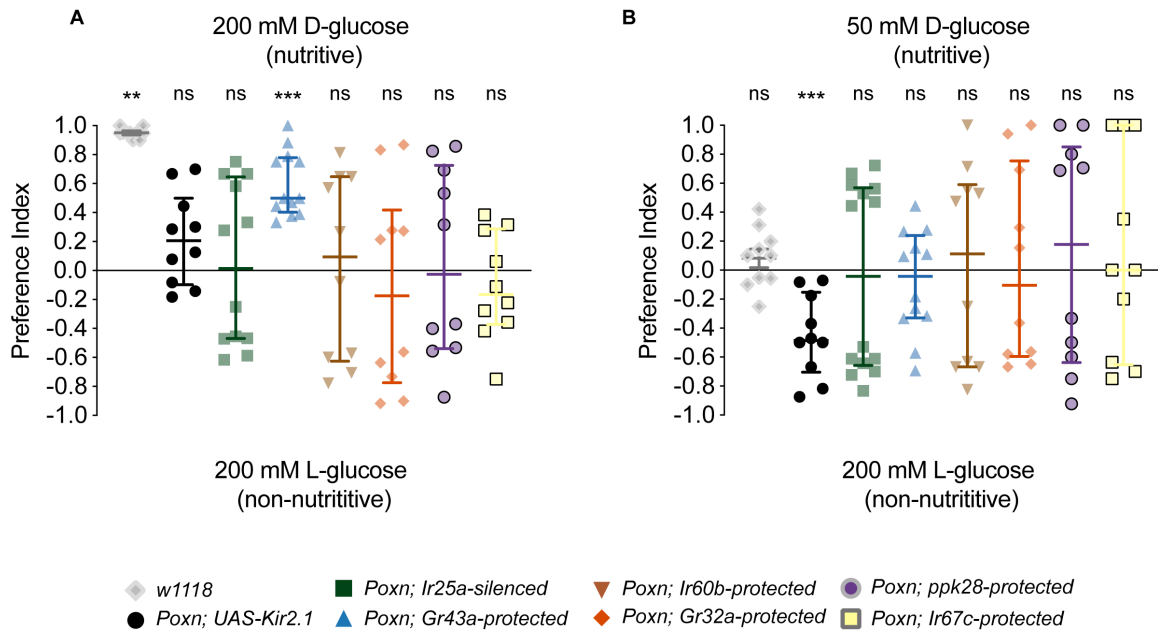 A
200 mM D-glucose
(nutritive)
** ns ns *** ns ns ns ns
1.0
0.8
0.6
0.4
0.2
0.0
-0.2
-0.4
-0.6
-0.8
-1.0
Preference Index
200 mM L-glucose
(non-nutrititive)
B
50 mM D-glucose
(nutritive)
ns *** ns ns ns ns ns ns
1.0
0.8
0.6
0.4
0.2
0.0
-0.2
-0.4
-0.6
-0.8
-1.0
Preference Index
200 mM L-glucose
(non-nutrititive)
w1118
Poxn; UAS-Kir2.1
Poxn; Ir25a-silenced
Poxn; Gr43a-protected
Poxn; Ir60b-protected
Poxn; Gr32a-protected
Poxn; ppk28-protected
Poxn; Ir67c-protected